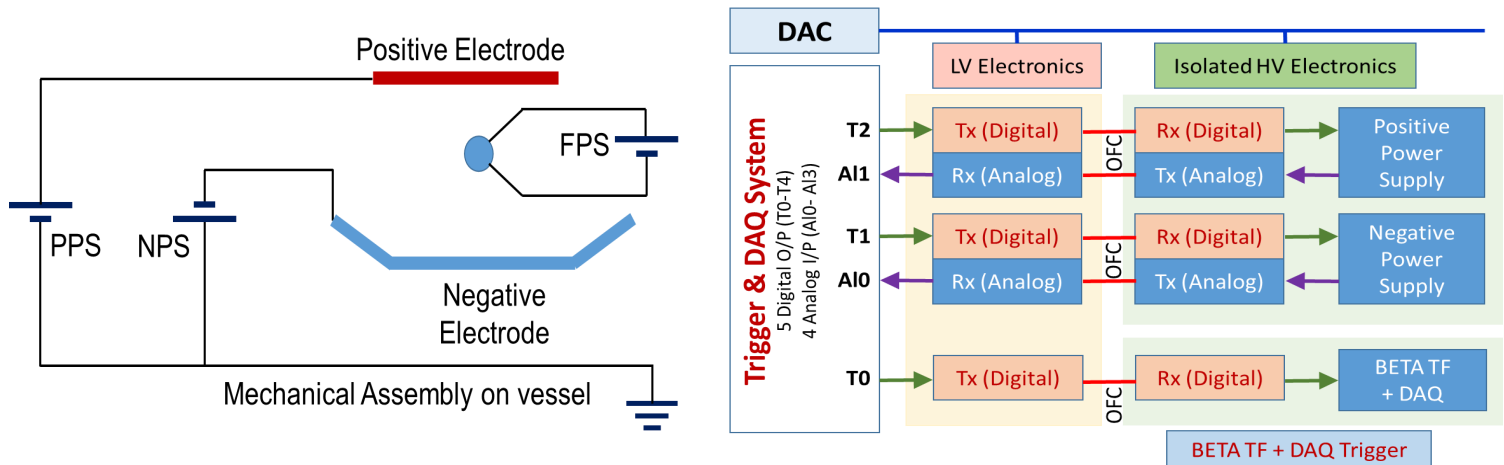 Positive Electrode
FPS
PPS
NPS
Negative
Electrode
Mechanical Assembly on vessel
DAC
LV Electronics
Isolated HV Electronics
Trigger & DAQ System
5 Digital O/P (T0-T4)
4 Analog I/P (AI0- AI3)
T2
Tx (Digital)
OFC
Rx (Digital)
Positive
Power
Supply
AI1
Rx (Analog)
Tx (Analog)
T1
Tx (Digital)
OFC
Rx (Digital)
Negative
Power
Supply
AI0
Rx (Analog)
Tx (Analog)
T0
Tx (Digital)
OFC
Rx (Digital)
BETA TF
+ DAQ
BETA TF + DAQ Trigger